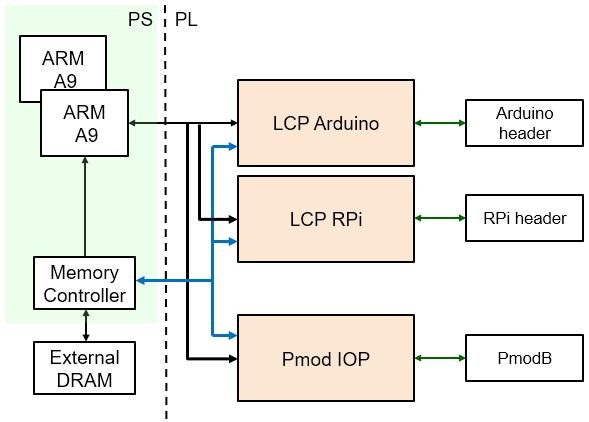 PS
PL
ARM
A9
ARM
A9
LCP Arduino
Arduino
header
LCP RPi
RPi header
Memory
Controller
External
DRAM
Pmod IOP
PmodB